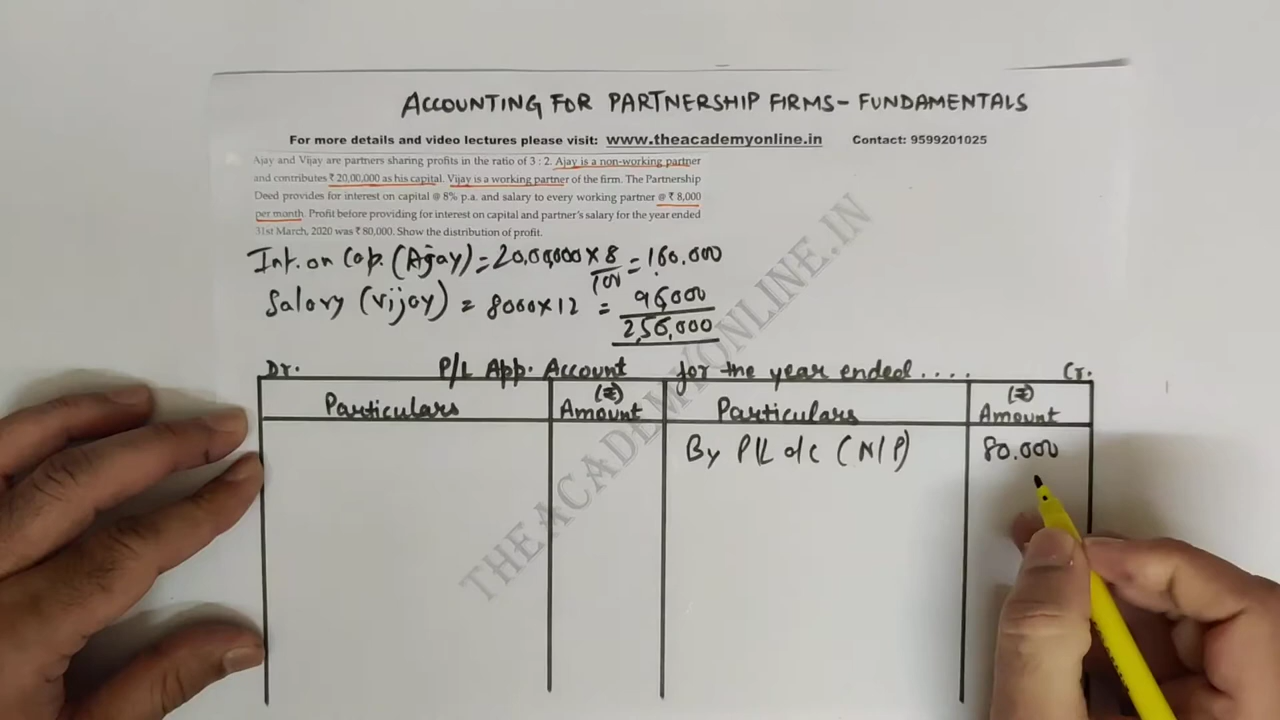 ACCOUNTING FOR PARTNERSHIP FIRMS- FUNDAMENTALS
For more details and video lectures please visit: www.theacademyonline.in Contact: 9599201025
Ajay and Vijay are partners sharing profits in the ratio of 3 : 2. Ajay is a non-working partner
and contributes ₹ 20,00,000 as his capital. Vijay is a working partner of the firm. The Partnership
Deed provides for interest on capital @ 8% p.a. and salary to every working partner @ ₹ 8,000
per month. Profit before providing for interest on capital and partner's salary for the year ended
31st March, 2020 was ₹ 80,000. Show the distribution of profit.
Int. on Cap. (Ajay) = 20,00,000 × 8/100 = 160.000
Salary (Vijay) = 8000 × 12 = 96,000
2,56,000
Dr. P/L App. Account for the year ended.... Cr.
Particulars (₹) Amount Particulars (₹) Amount
By P/L a/c (N/P) 80.000
THEACADEMYONLINE.IN